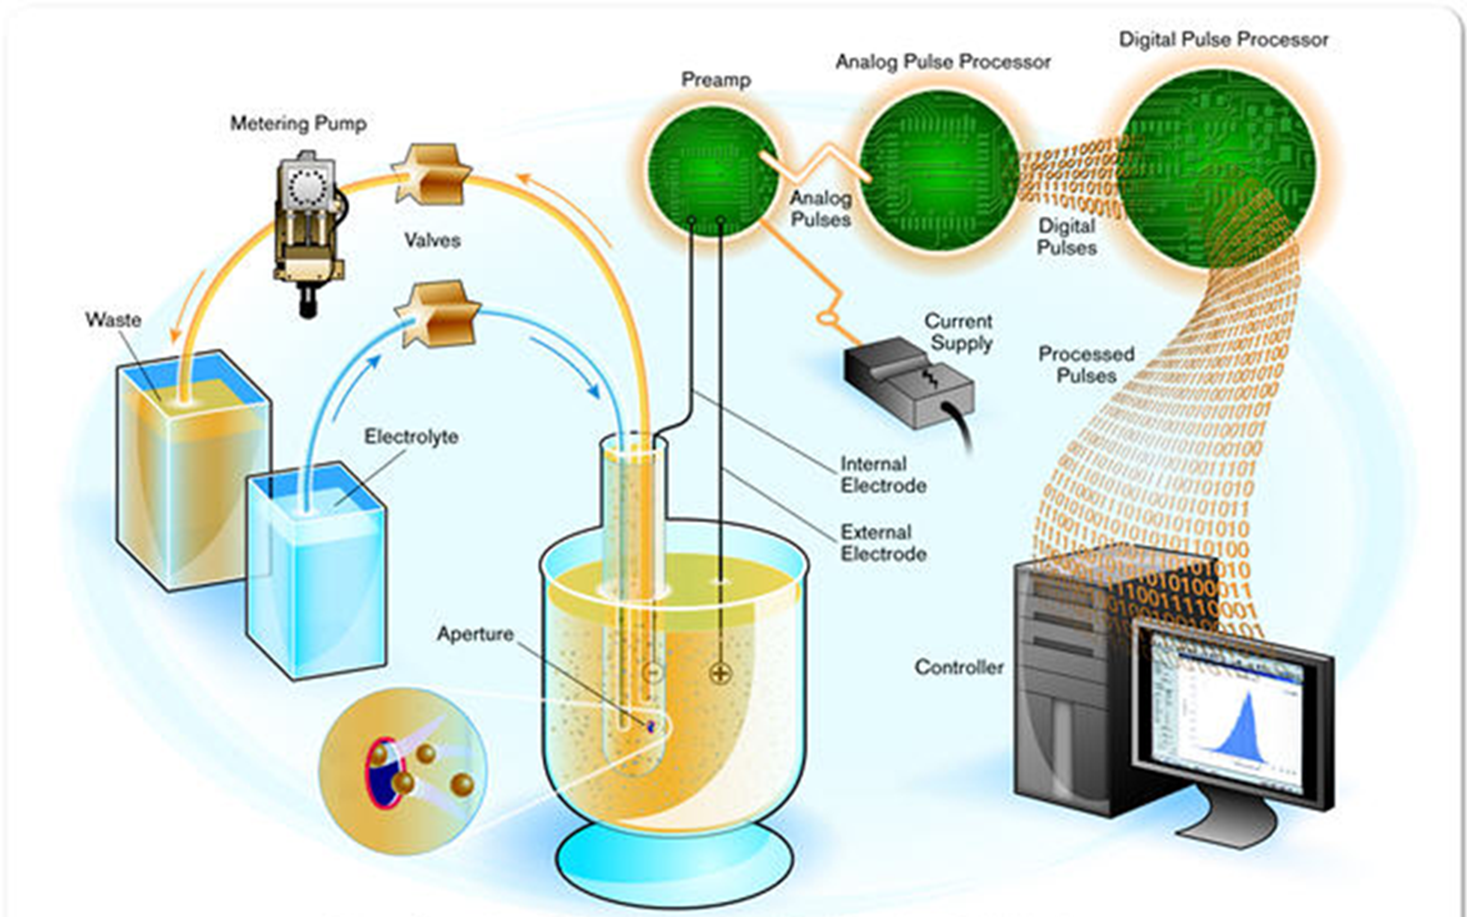 Digital Pulse Processor
Analog Pulse Processor
Preamp
Metering Pump
Analog
Pulses
Digital
Pulses
Valves
Waste
Current
Supply
Processed
Pulses
Electrolyte
Internal
Electrode
External
Electrode
Aperture
−
+
Controller